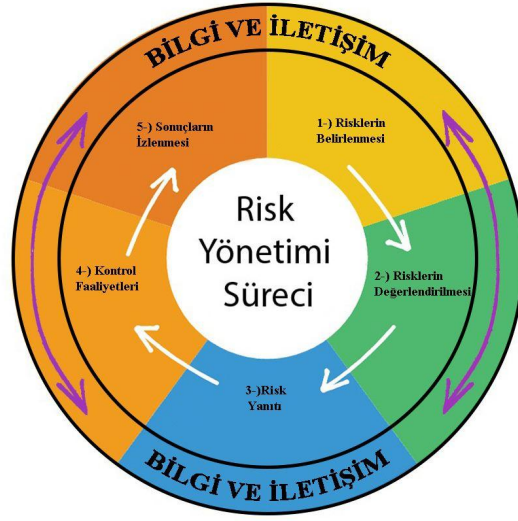 BİLGİ VE İLETİŞİM
1-) Risklerin
Belirlenmesi
2-) Risklerin
Değerlendirilmesi
3-)Risk
Yanıtı
4-) Kontrol
Faaliyetleri
5-) Sonuçların
İzlenmesi
Risk
Yönetimi
Süreci
BİLGİ VE İLETİŞİM